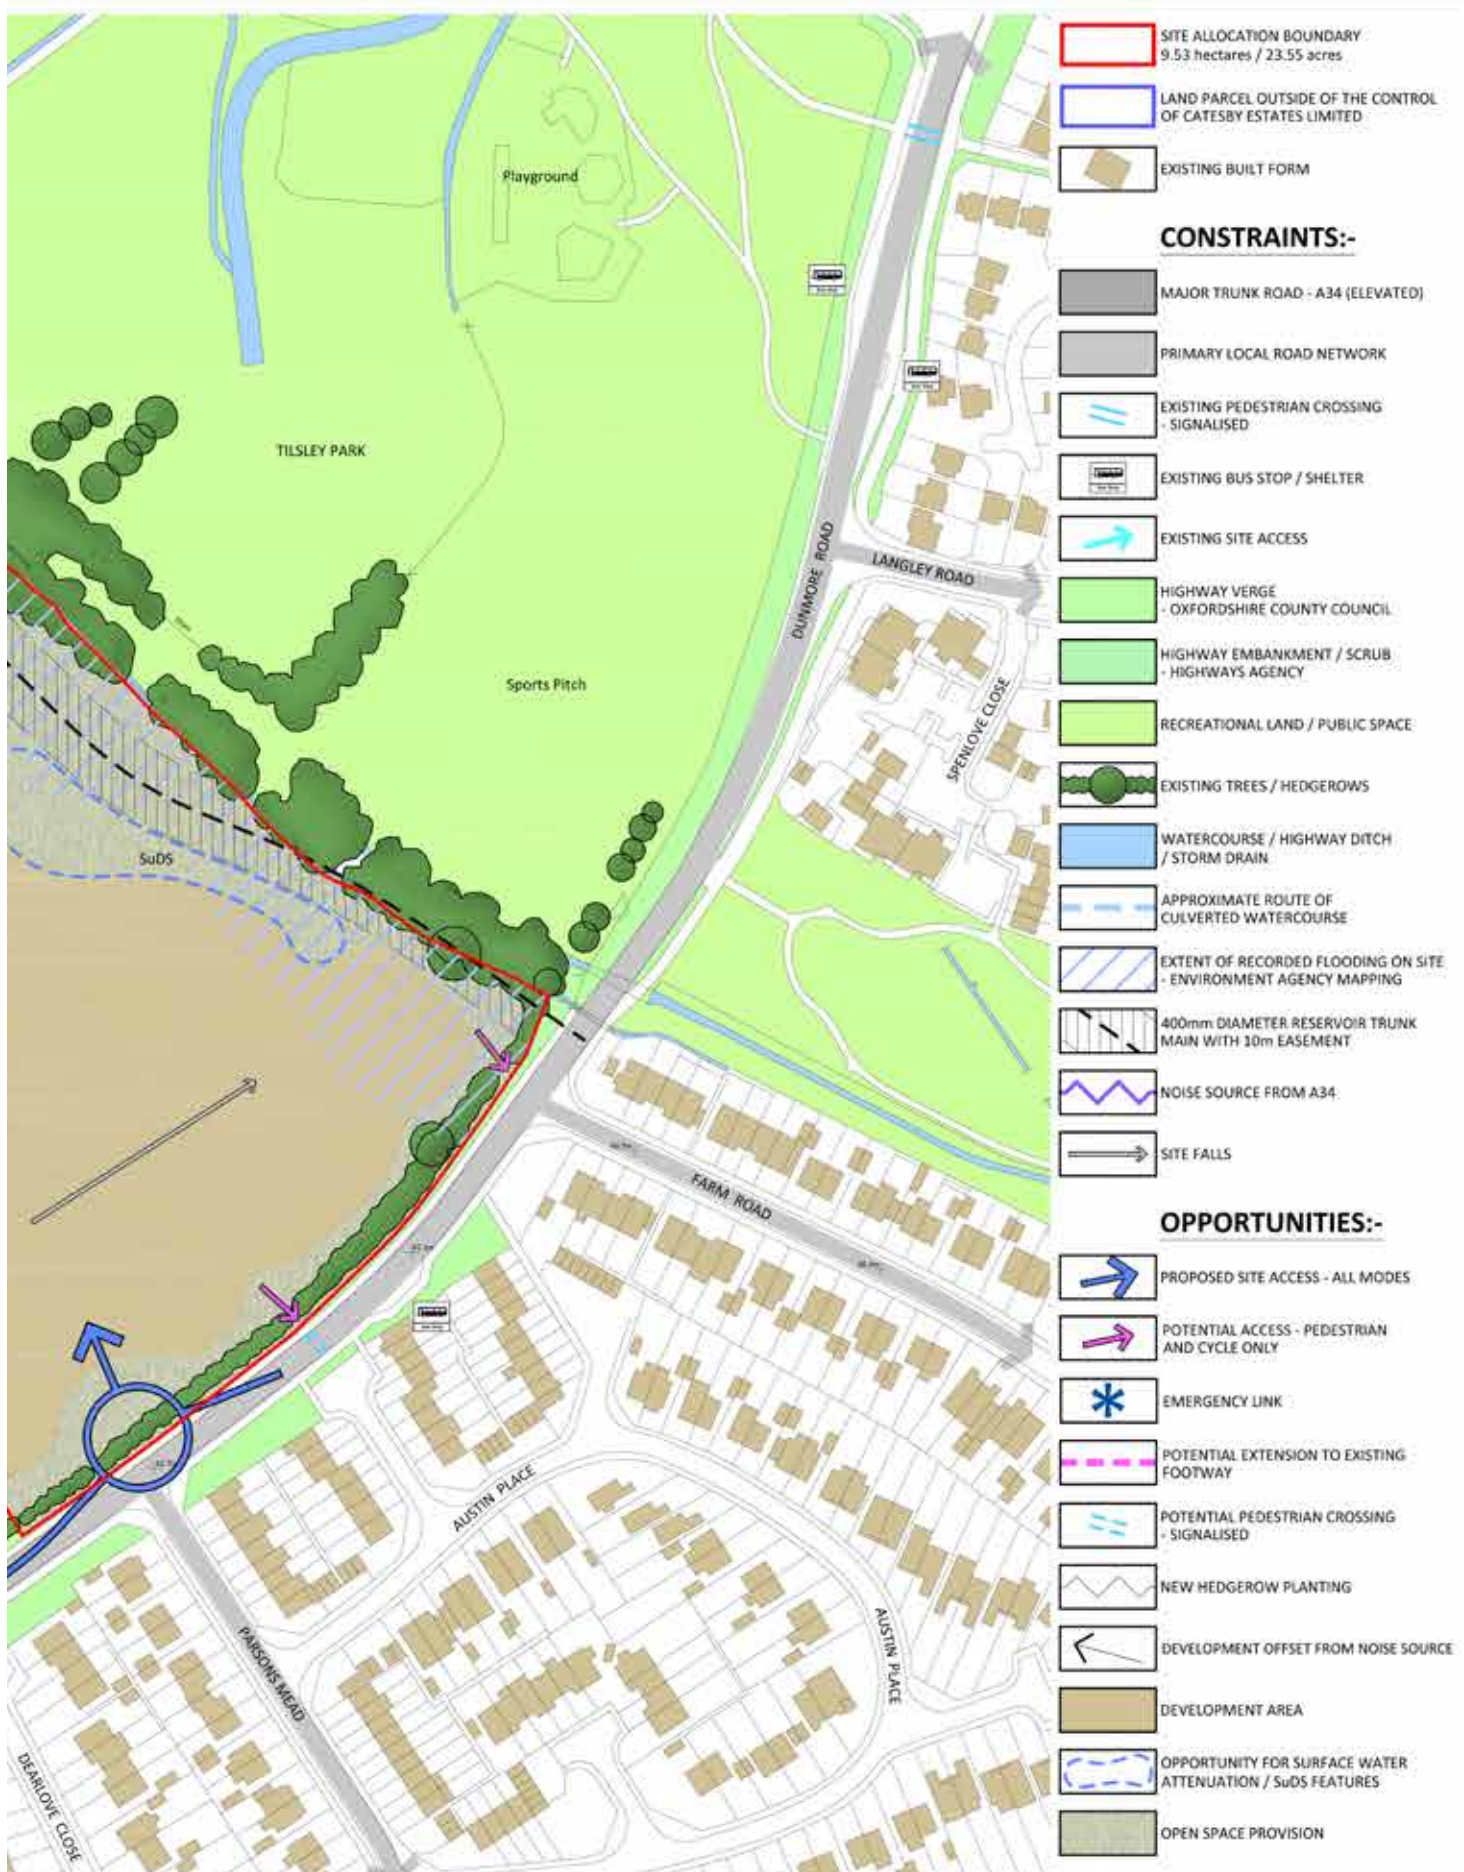 Playground
TILSLEY PARK
Sports Pitch
SuDS
DUNMORE ROAD
LANGLEY ROAD
SPENLOVE CLOSE
FARM ROAD
AUSTIN PLACE
AUSTIN PLACE
PARSONS MEAD
DEARLOVE CLOSE
SITE ALLOCATION BOUNDARY
9.53 hectares / 23.55 acres
LAND PARCEL OUTSIDE OF THE CONTROL
OF CATESBY ESTATES LIMITED
EXISTING BUILT FORM
CONSTRAINTS:-
MAJOR TRUNK ROAD - A34 (ELEVATED)
PRIMARY LOCAL ROAD NETWORK
EXISTING PEDESTRIAN CROSSING
- SIGNALISED
EXISTING BUS STOP / SHELTER
EXISTING SITE ACCESS
HIGHWAY VERGE
- OXFORDSHIRE COUNTY COUNCIL
HIGHWAY EMBANKMENT / SCRUB
- HIGHWAYS AGENCY
RECREATIONAL LAND / PUBLIC SPACE
EXISTING TREES / HEDGEROWS
WATERCOURSE / HIGHWAY DITCH
/ STORM DRAIN
APPROXIMATE ROUTE OF
CULVERTED WATERCOURSE
EXTENT OF RECORDED FLOODING ON SITE
- ENVIRONMENT AGENCY MAPPING
400mm DIAMETER RESERVOIR TRUNK
MAIN WITH 10m EASEMENT
NOISE SOURCE FROM A34
SITE FALLS
OPPORTUNITIES:-
PROPOSED SITE ACCESS - ALL MODES
POTENTIAL ACCESS - PEDESTRIAN
AND CYCLE ONLY
EMERGENCY LINK
POTENTIAL EXTENSION TO EXISTING
FOOTWAY
POTENTIAL PEDESTRIAN CROSSING
- SIGNALISED
NEW HEDGEROW PLANTING
DEVELOPMENT OFFSET FROM NOISE SOURCE
DEVELOPMENT AREA
OPPORTUNITY FOR SURFACE WATER
ATTENUATION / SuDS FEATURES
OPEN SPACE PROVISION